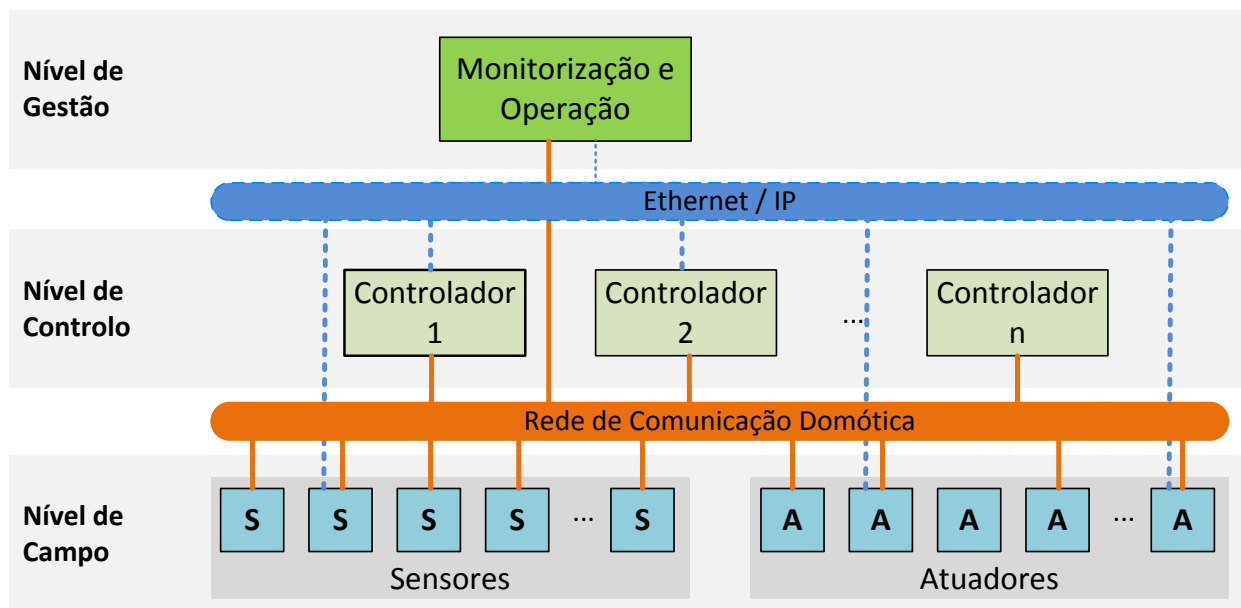 Nível de
Gestão
Monitorização e
Operação
Ethernet / IP
Nível de
Controlo
Controlador
1
Controlador
2
...
Controlador
n
Rede de Comunicação Domótica
Nível de
Campo
S
S
S
S
...
S
Sensores
A
A
A
A
...
A
Atuadores